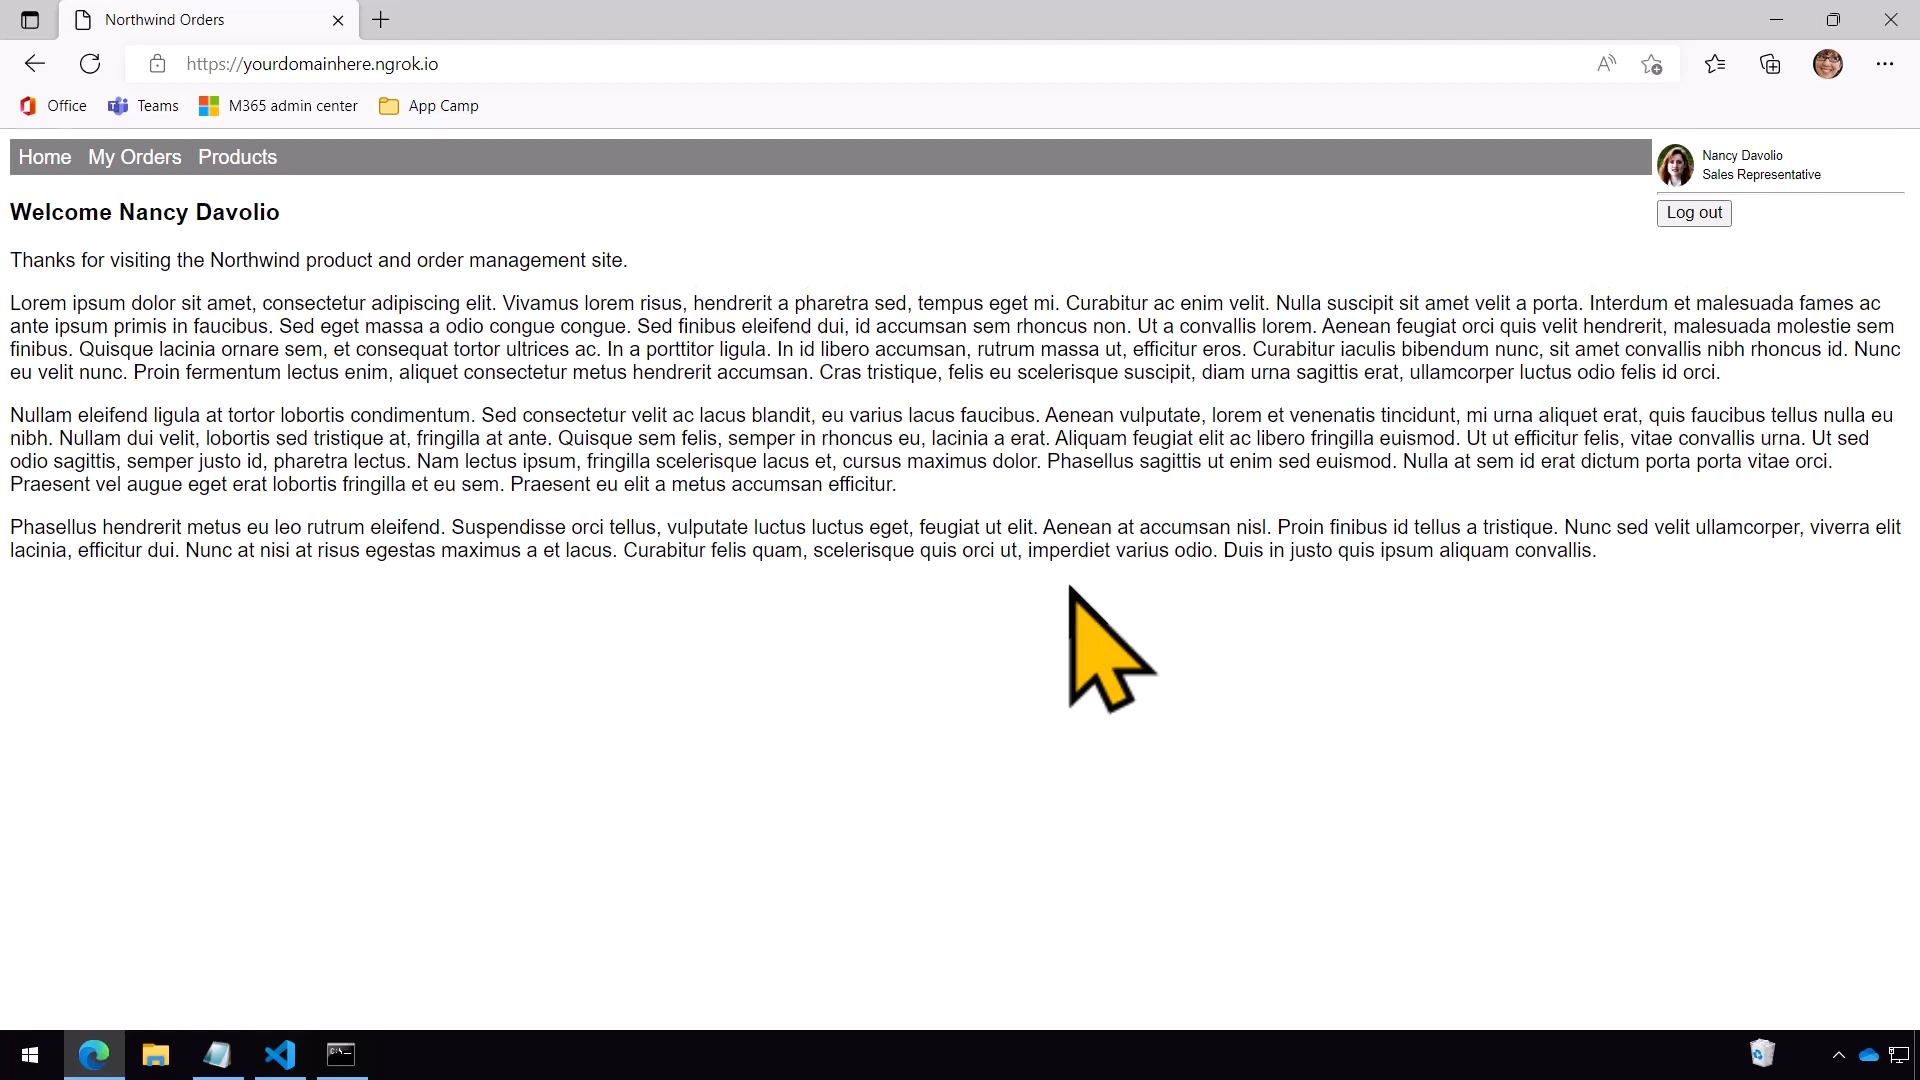 Northwind Orders
https://yourdomainhere.ngrok.io
Office Teams M365 admin center App Camp
Home My Orders Products
Nancy Davolio
Sales Representative
Log out
Welcome Nancy Davolio
Thanks for visiting the Northwind product and order management site.
Lorem ipsum dolor sit amet, consectetur adipiscing elit. Vivamus lorem risus, hendrerit a pharetra sed, tempus eget mi. Curabitur ac enim velit. Nulla suscipit sit amet velit a porta. Interdum et malesuada fames ac
ante ipsum primis in faucibus. Sed eget massa a odio congue congue. Sed finibus eleifend dui, id accumsan sem rhoncus non. Ut a convallis lorem. Aenean feugiat orci quis velit hendrerit, malesuada molestie sem
finibus. Quisque lacinia ornare sem, et consequat tortor ultrices ac. In a porttitor ligula. In id libero accumsan, rutrum massa ut, efficitur eros. Curabitur iaculis bibendum nunc, sit amet convallis nibh rhoncus id. Nunc
eu velit nunc. Proin fermentum lectus enim, aliquet consectetur metus hendrerit accumsan. Cras tristique, felis eu scelerisque suscipit, diam urna sagittis erat, ullamcorper luctus odio felis id orci.
Nullam eleifend ligula at tortor lobortis condimentum. Sed consectetur velit ac lacus blandit, eu varius lacus faucibus. Aenean vulputate, lorem et venenatis tincidunt, mi urna aliquet erat, quis faucibus tellus nulla eu
nibh. Nullam dui velit, lobortis sed tristique at, fringilla at ante. Quisque sem felis, semper in rhoncus eu, lacinia a erat. Aliquam feugiat elit ac libero fringilla euismod. Ut ut efficitur felis, vitae convallis urna. Ut sed
odio sagittis, semper justo id, pharetra lectus. Nam lectus ipsum, fringilla scelerisque lacus et, cursus maximus dolor. Phasellus sagittis ut enim sed euismod. Nulla at sem id erat dictum porta porta vitae orci.
Praesent vel augue eget erat lobortis fringilla et eu sem. Praesent eu elit a metus accumsan efficitur.
Phasellus hendrerit metus eu leo rutrum eleifend. Suspendisse orci tellus, vulputate luctus luctus eget, feugiat ut elit. Aenean at accumsan nisl. Proin finibus id tellus a tristique. Nunc sed velit ullamcorper, viverra elit
lacinia, efficitur dui. Nunc at nisi at risus egestas maximus a et lacus. Curabitur felis quam, scelerisque quis orci ut, imperdiet varius odio. Duis in justo quis ipsum aliquam convallis.